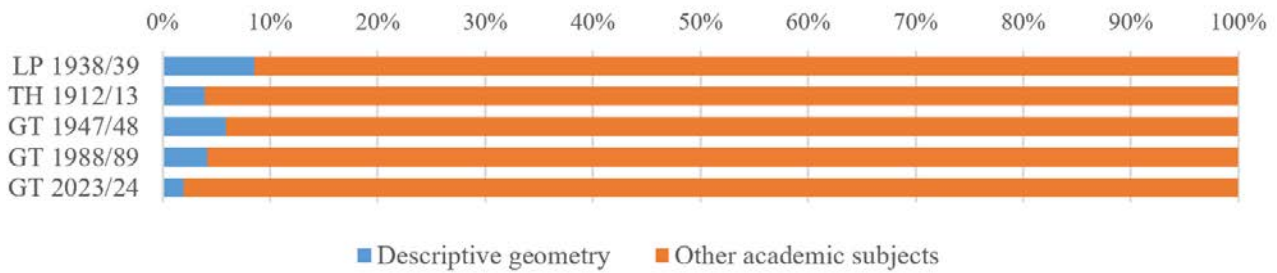 0% 10% 20% 30% 40% 50% 60% 70% 80% 90% 100%
LP 1938/39
TH 1912/13
GT 1947/48
GT 1988/89
GT 2023/24
Descriptive geometry Other academic subjects